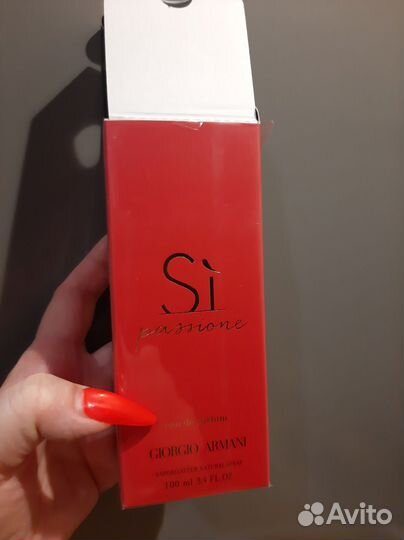 Sì
passione
eau de parfum
GIORGIO ARMANI
VAPORISATEUR NATURAL SPRAY
100 ml 3.4 FL OZ
Avito